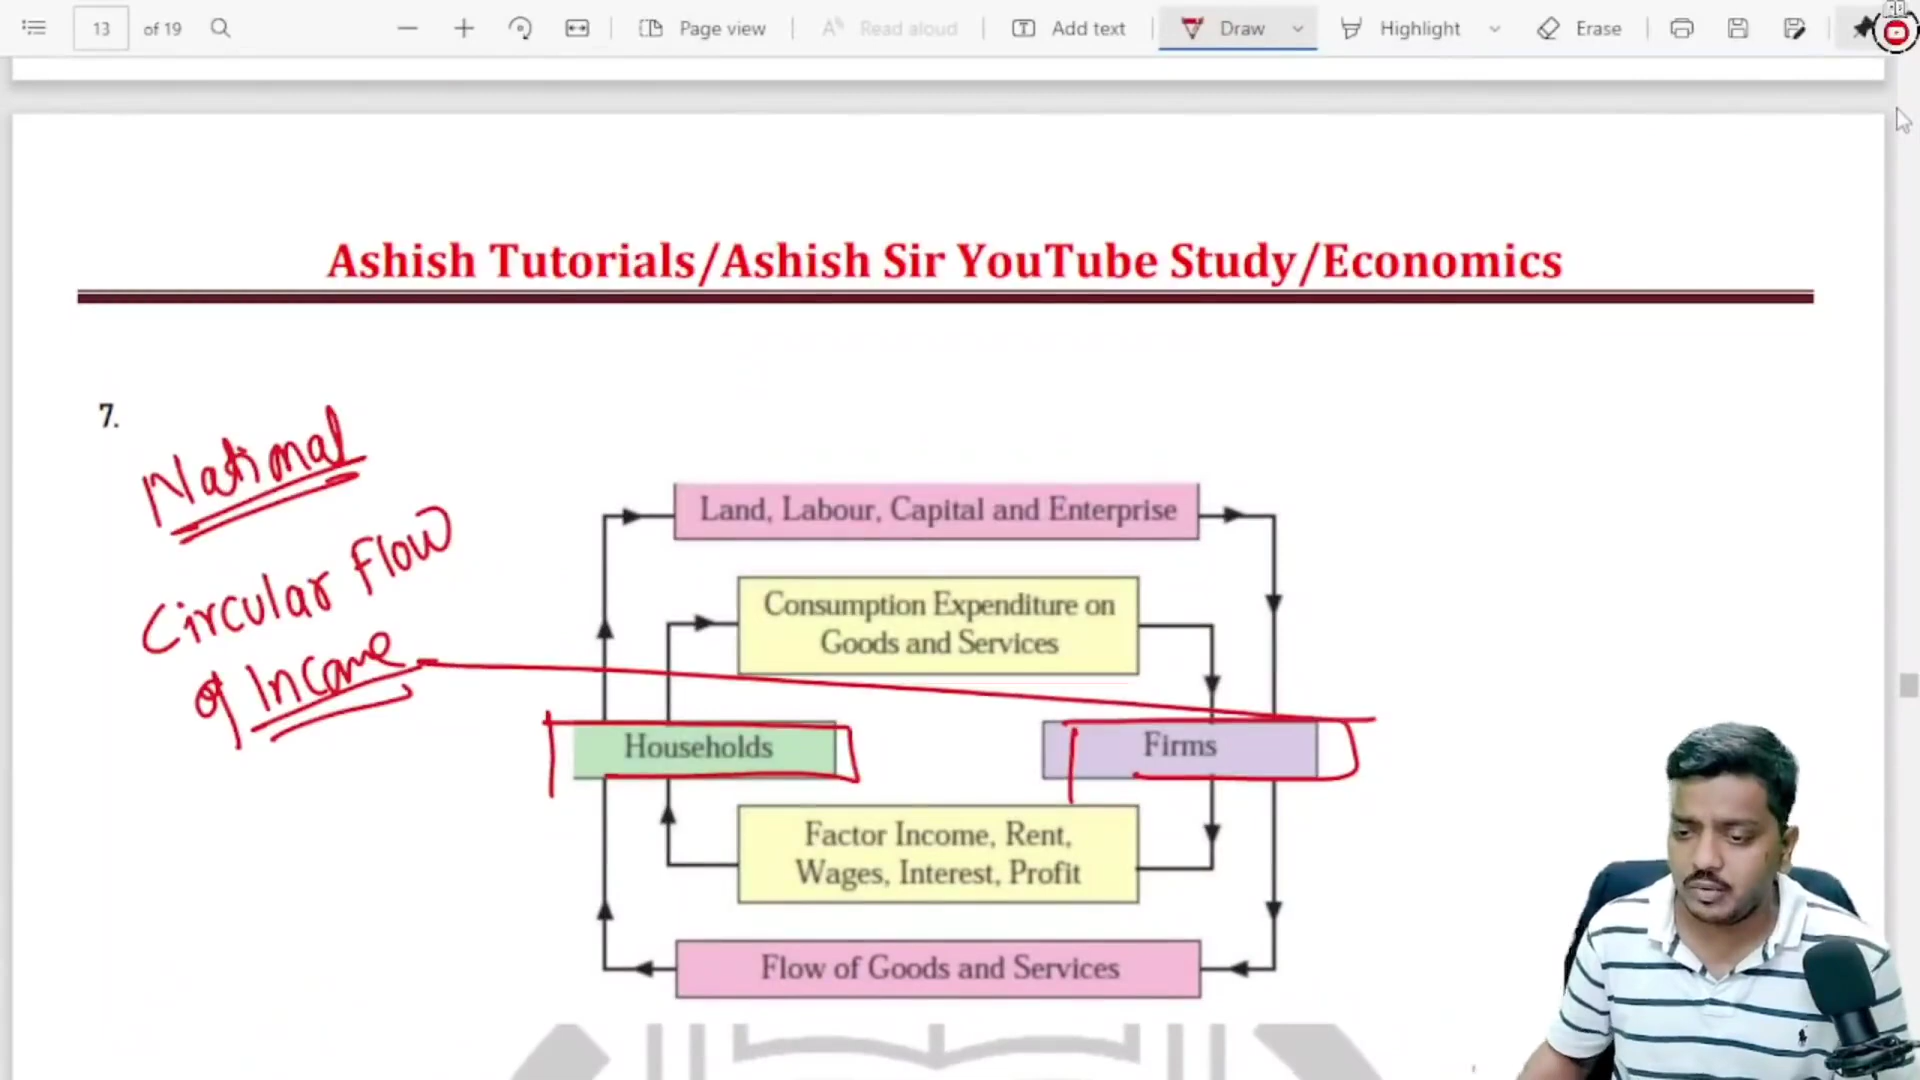 13 of 19 Page view Read aloud Add text Draw Highlight Erase
Ashish Tutorials/Ashish Sir YouTube Study/Economics
7.
National
Circular Flow
of Income
Land, Labour, Capital and Enterprise
Consumption Expenditure on
Goods and Services
Households
Firms
Factor Income, Rent,
Wages, Interest, Profit
Flow of Goods and Services